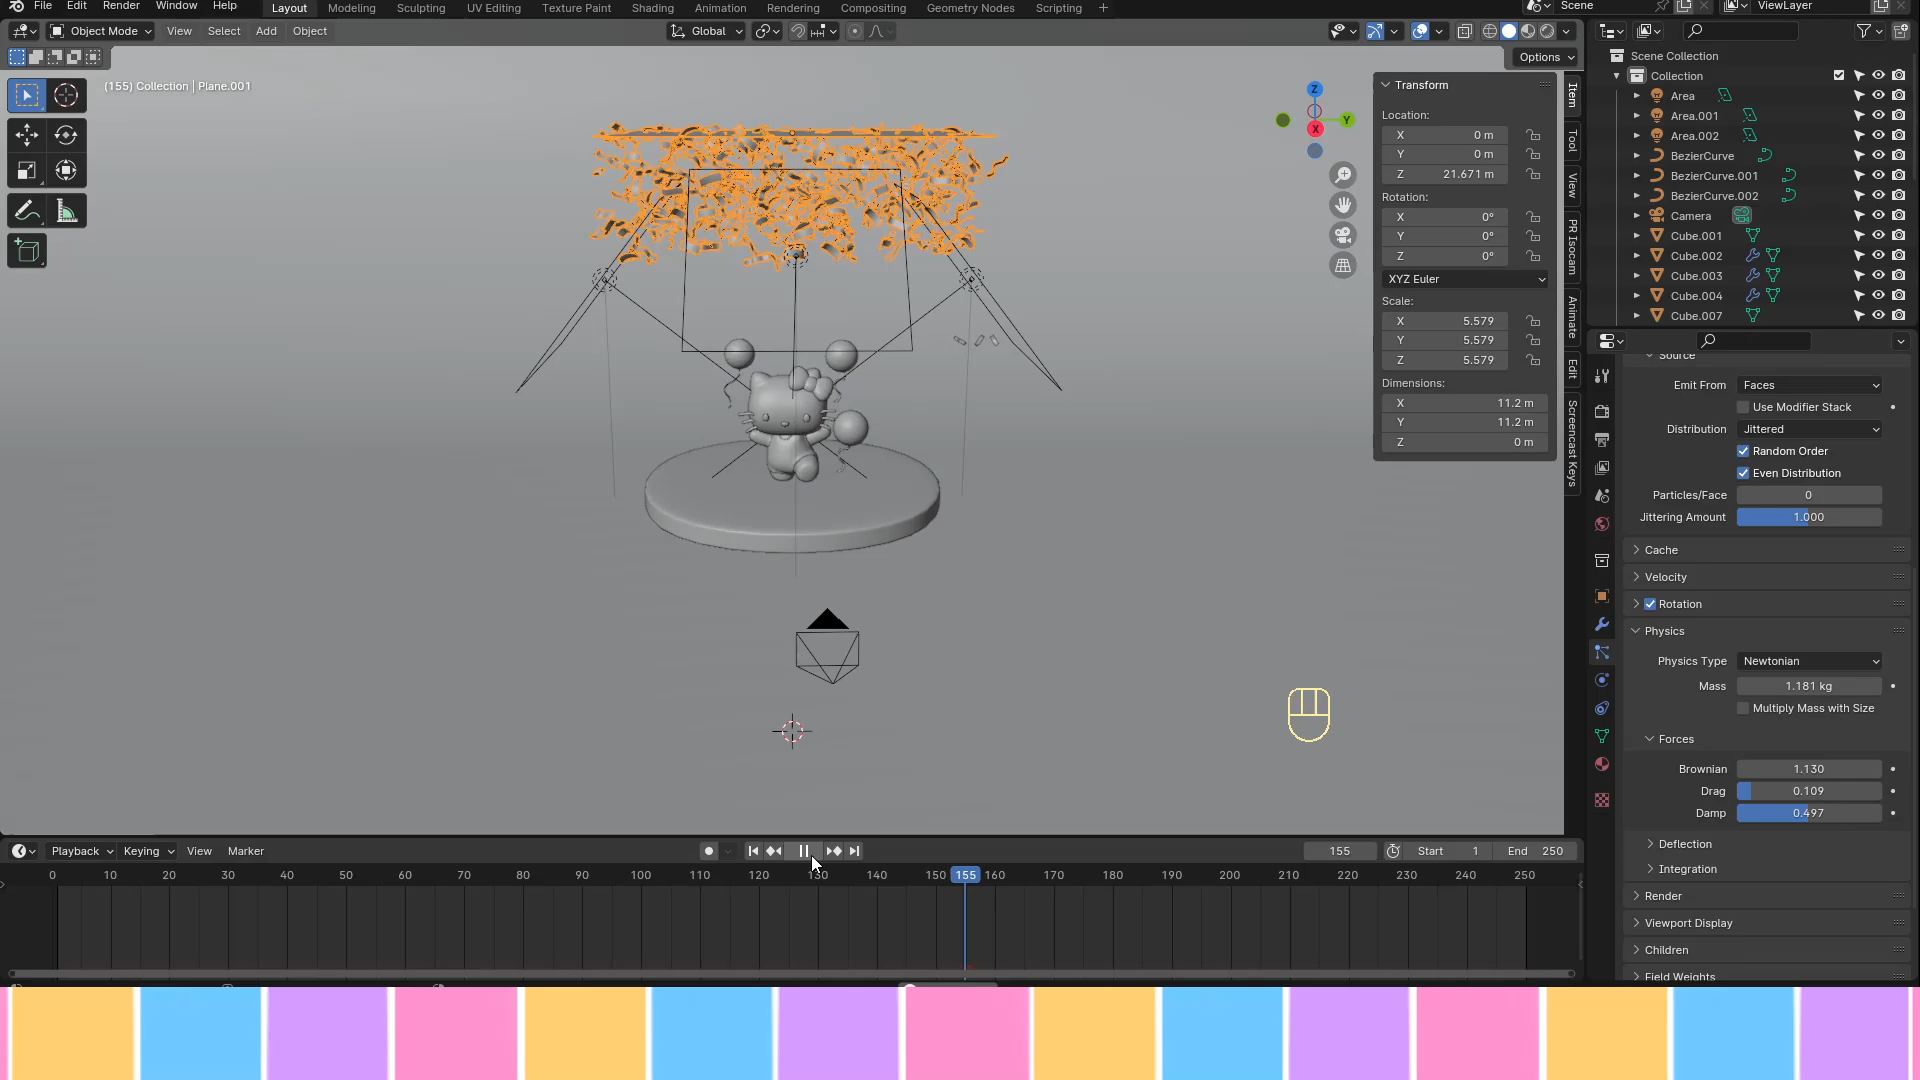 File Edit Render Window Help Layout Modeling Sculpting UV Editing Texture Paint Shading Animation Rendering Compositing Geometry Nodes Scripting Scene ViewLayer
Object Mode View Select Add Object Global
Options
(155) Collection | Plane.001
Z
Y
X
Transform
Location:
X 0 m
Y 0 m
Z 21.671 m
Rotation:
X 0°
Y 0°
Z 0°
XYZ Euler
Scale:
X 5.579
Y 5.579
Z 5.579
Dimensions:
X 11.2 m
Y 11.2 m
Z 0 m
Item
Tool
View
PR Isocam
Animate
Edit
Screencast Keys
Scene Collection
Collection
Area
Area.001
Area.002
BezierCurve
BezierCurve.001
BezierCurve.002
Camera
Cube.001
Cube.002
Cube.003
Cube.004
Cube.007
Source
Emit From Faces
Use Modifier Stack
Distribution Jittered
Random Order
Even Distribution
Particles/Face 0
Jittering Amount 1.000
Cache
Velocity
Rotation
Physics
Physics Type Newtonian
Mass 1.181 kg
Multiply Mass with Size
Forces
Brownian 1.130
Drag 0.109
Damp 0.497
Deflection
Integration
Render
Viewport Display
Children
Field Weights
Playback Keying View Marker 155 Start 1 End 250
0 10 20 30 40 50 60 70 80 90 100 110 120 130 140 150 155 160 170 180 190 200 210 220 230 240 250